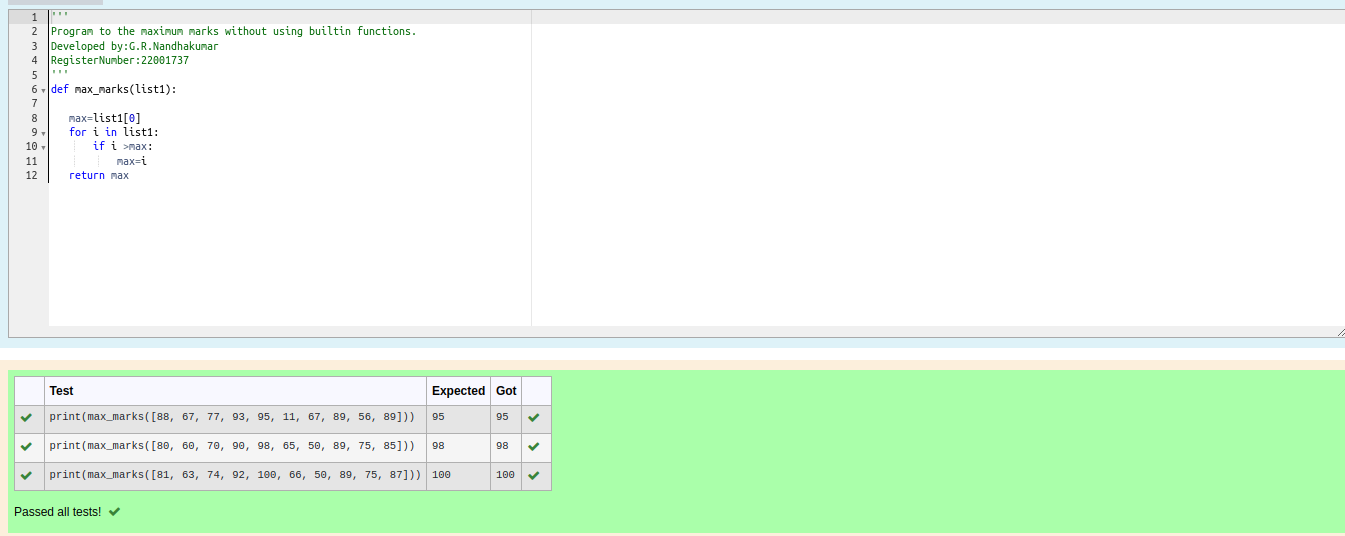 1 '''
2 Program to the maximum marks without using builtin functions.
3 Developed by:G.R.Nandhakumar
4 RegisterNumber:22001737
5 '''
6 def max_marks(list1):
7
8 max=list1[0]
9 for i in list1:
10 if i >max:
11 max=i
12 return max
Test Expected Got
print(max_marks([88, 67, 77, 93, 95, 11, 67, 89, 56, 89])) 95 95
print(max_marks([80, 60, 70, 90, 98, 65, 50, 89, 75, 85])) 98 98
print(max_marks([81, 63, 74, 92, 100, 66, 50, 89, 75, 87])) 100 100
Passed all tests!